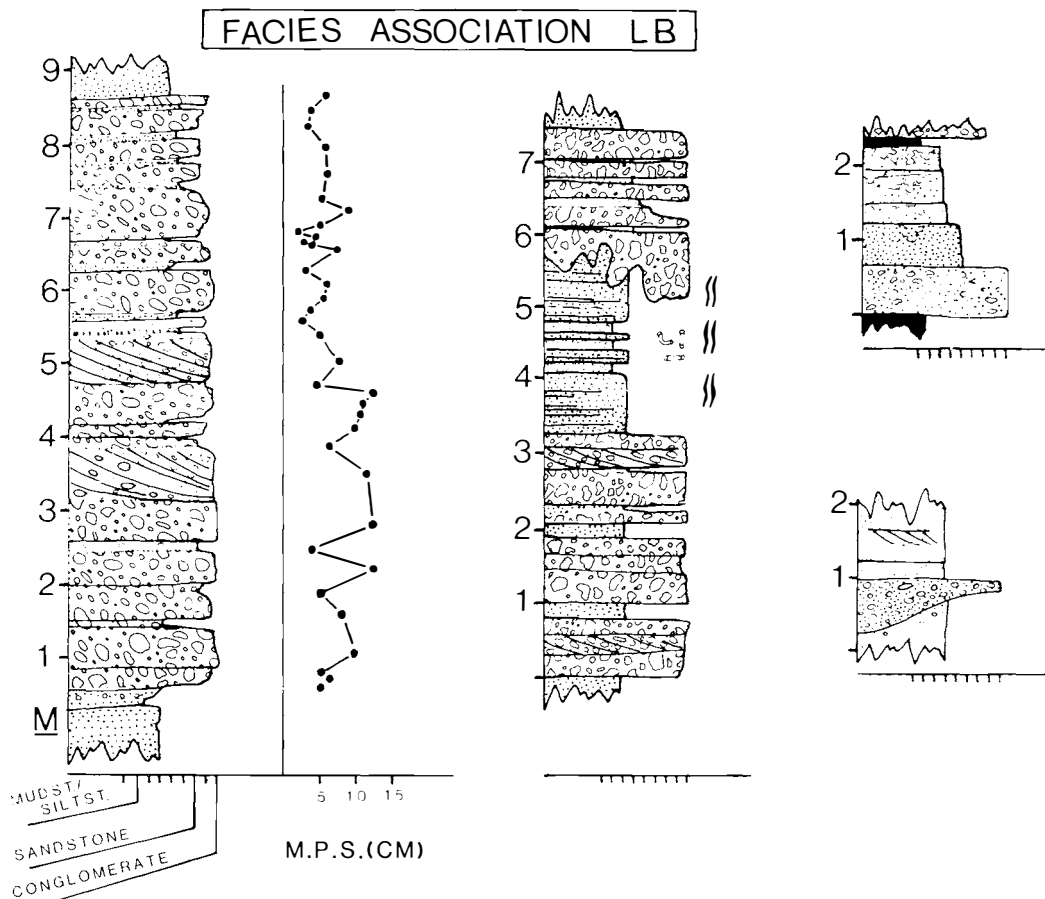 FACIES ASSOCIATION LB
9
8
7
6
5
4
3
2
1
M
MUDST./
SILTST.
SANDSTONE
CONGLOMERATE
5 10 15
M.P.S.(CM)
7
6
5
4
3
2
1
2
1
2
1